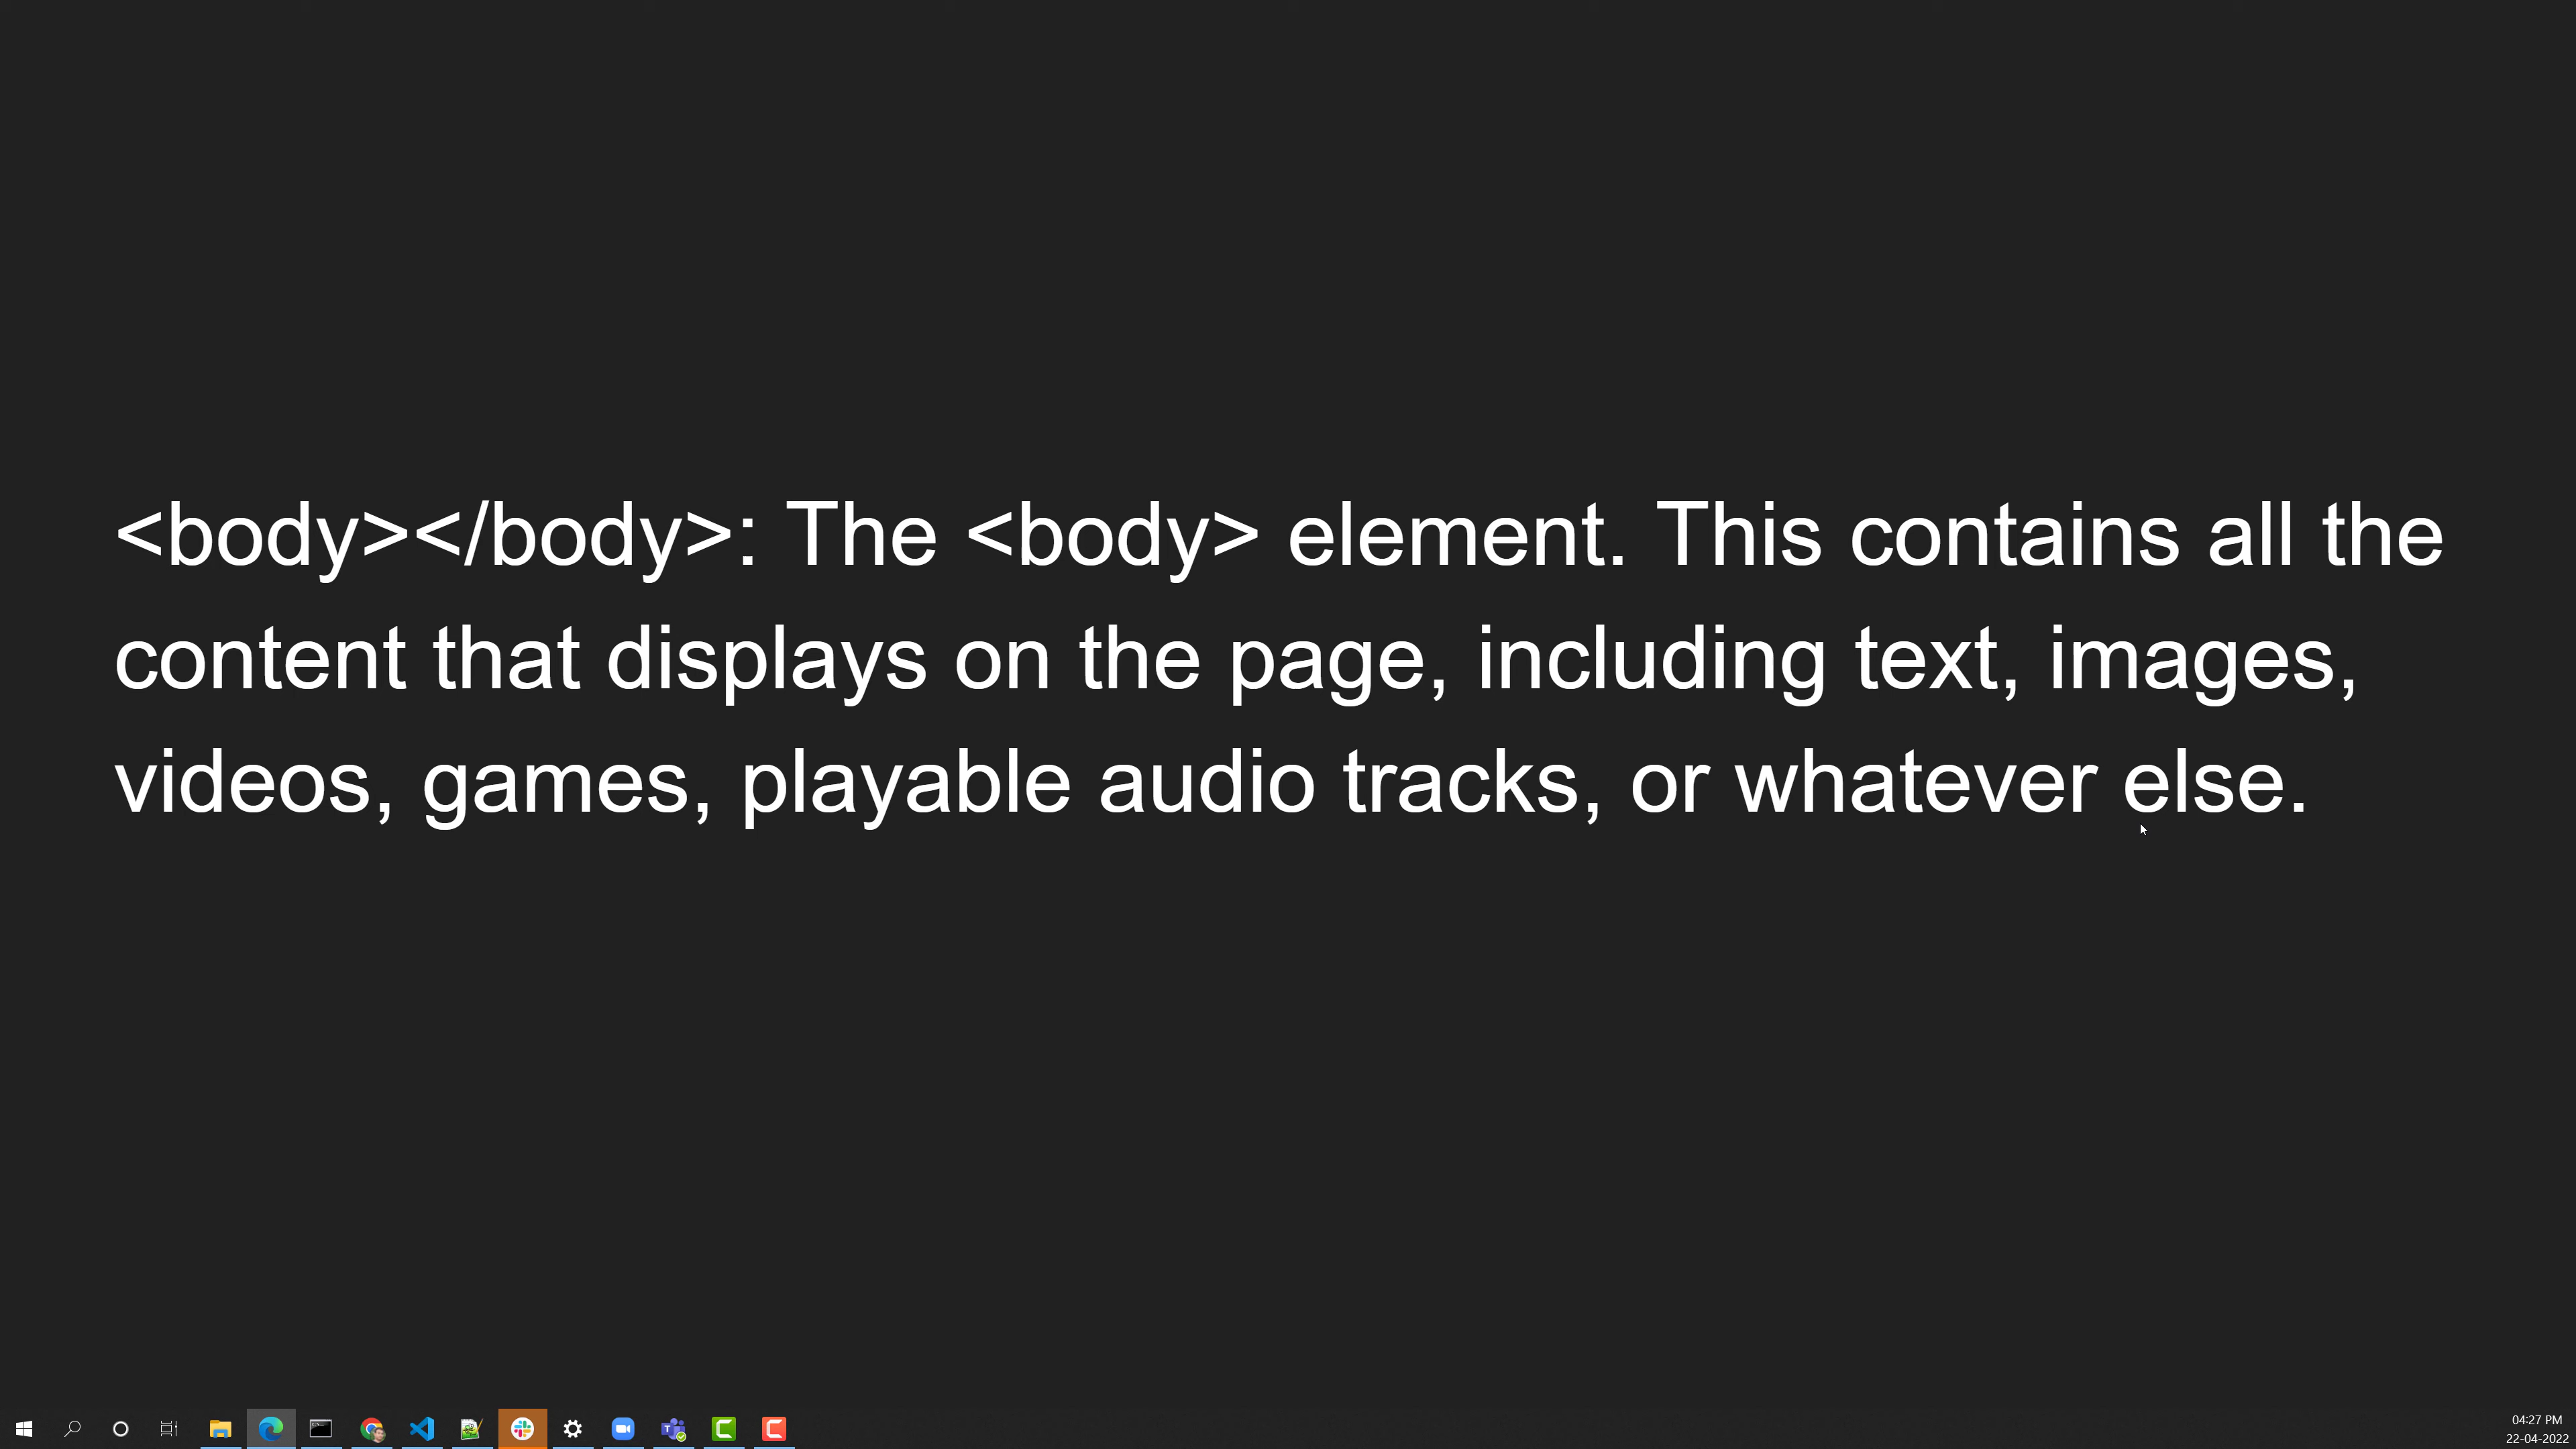 <body></body>: The <body> element. This contains all the
content that displays on the page, including text, images,
videos, games, playable audio tracks, or whatever else.
04:27 PM
22-04-2022